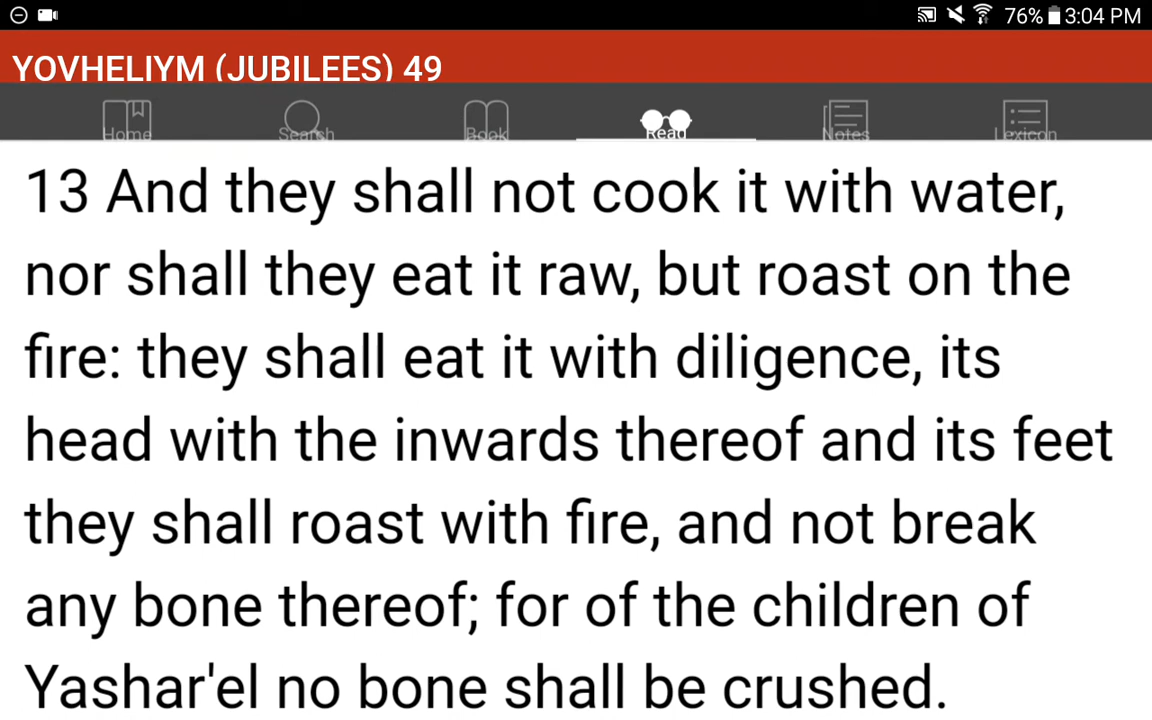 76% 3:04 PM
YOVHELIYM (JUBILEES) 49
Home Search Book Read Notes Lexicon
13 And they shall not cook it with water,
nor shall they eat it raw, but roast on the
fire: they shall eat it with diligence, its
head with the inwards thereof and its feet
they shall roast with fire, and not break
any bone thereof; for of the children of
Yashar'el no bone shall be crushed.